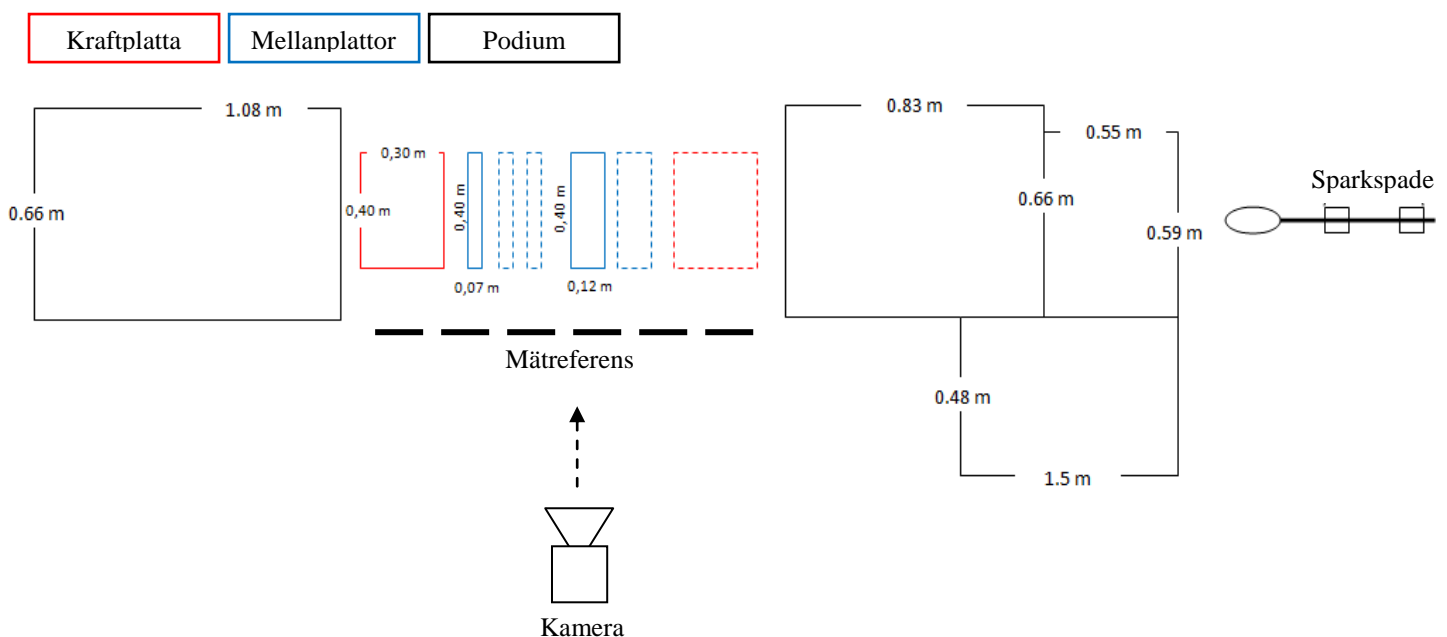 Kraftplatta
Mellanplattor
Podium
1.08 m
0.66 m
0,30 m
0,40 m
0,40 m
0,07 m
0,40 m
0,12 m
0.83 m
0.55 m
0.66 m
0.59 m
Sparkspade
Mätreferens
0.48 m
1.5 m
Kamera